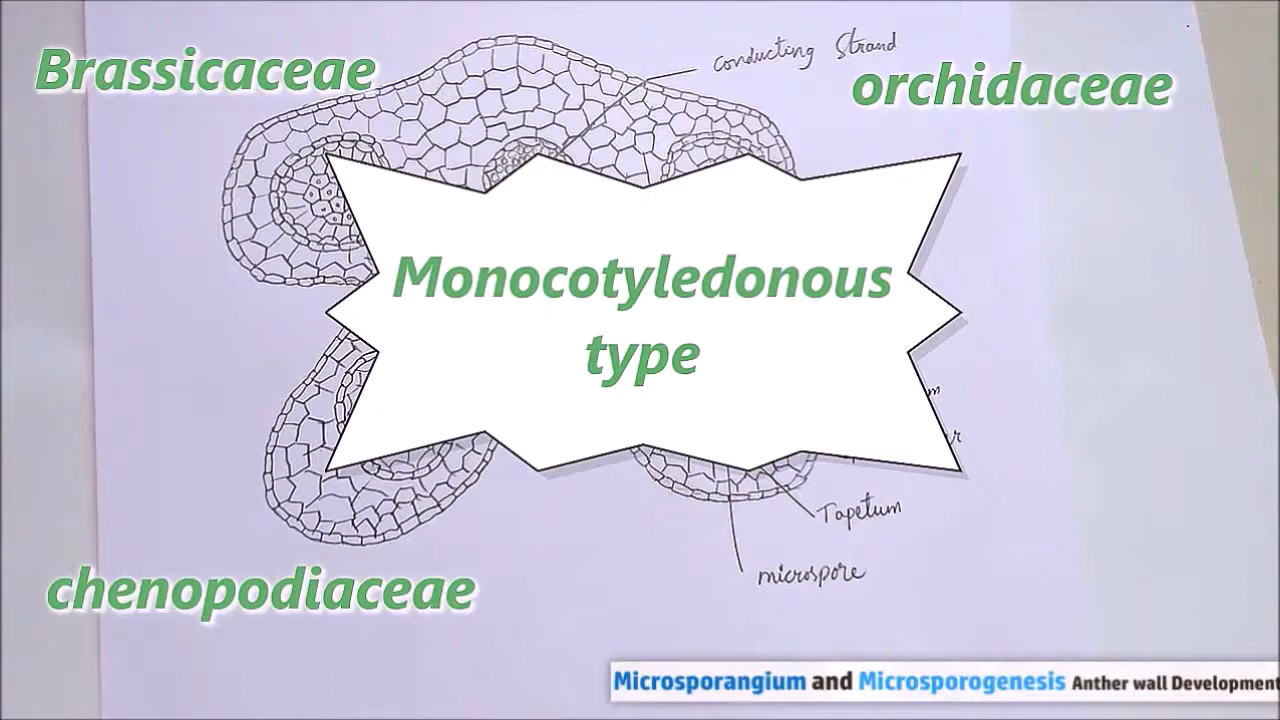 conducting Strand
Brassicaceae
orchidaceae
Monocotyledonous
type
Tapetum
microspore
chenopodiaceae
Microsporangium and Microsporogenesis Anther wall Development